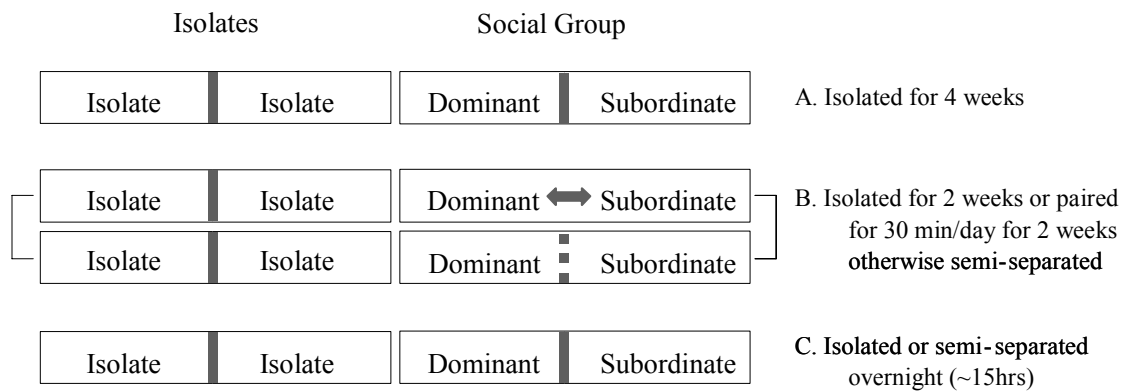 Isolates Social Group
Isolate Isolate Dominant Subordinate A. Isolated for 4 weeks
Isolate Isolate Dominant Subordinate B. Isolated for 2 weeks or paired
for 30 min/day for 2 weeks
Isolate Isolate Dominant Subordinate otherwise semi-separated
Isolate Isolate Dominant Subordinate C. Isolated or semi-separated
overnight (~15hrs)